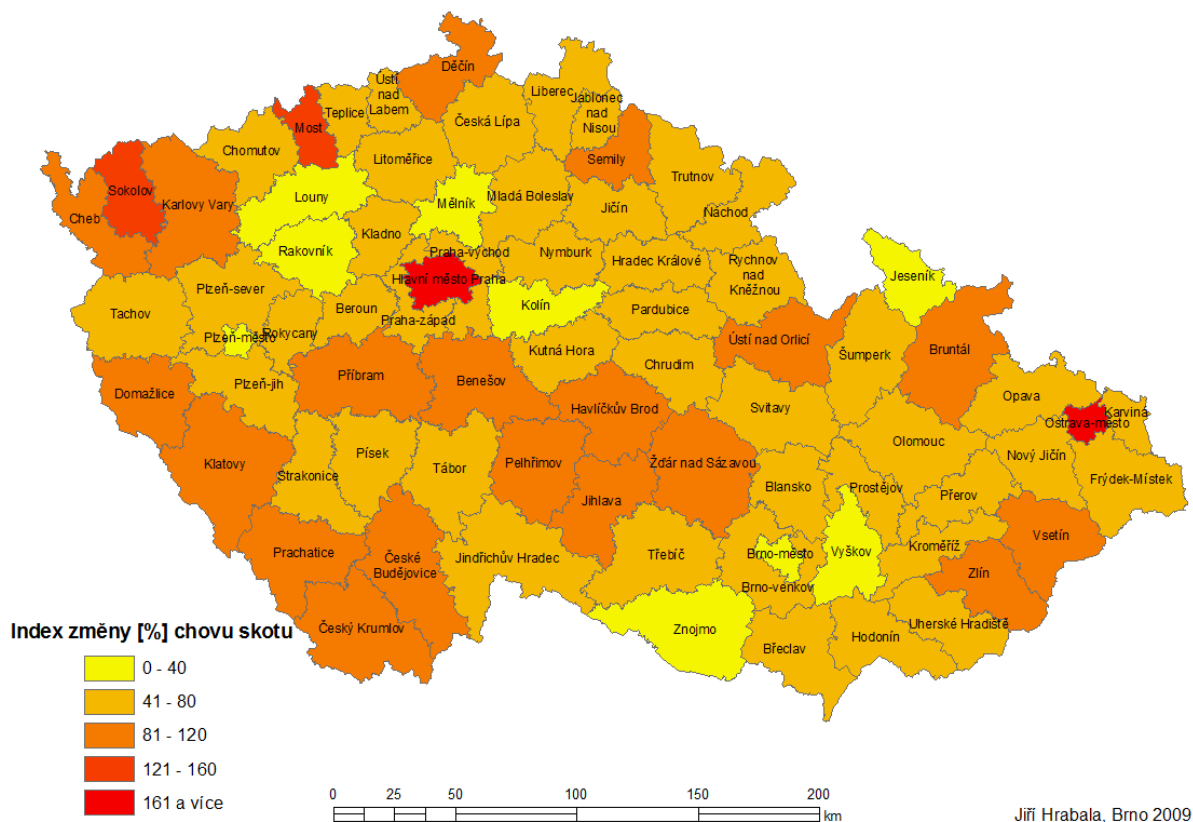 Děčín
Ústí
nad
Labem
Teplice
Liberec
Jablonec
nad
Nisou
Most
Česká Lípa
Chomutov
Litoměřice
Semily
Trutnov
Sokolov
Karlovy Vary
Cheb
Louny
Mělník
Mladá Boleslav
Jičín
Náchod
Kladno
Rakovník
Praha-východ
Nymburk
Hradec Králové
Rychnov
nad
Kněžnou
Jeseník
Hlavní město Praha
Plzeň-sever
Kolín
Tachov
Beroun
Praha-západ
Pardubice
Plzeň-město
Rokycany
Ústí nad Orlicí
Bruntál
Kutná Hora
Šumperk
Chrudim
Příbram
Benešov
Plzeň-jih
Domažlice
Opava
Karviná
Ostrava-město
Havlíčkův Brod
Svitavy
Olomouc
Nový Jičín
Frýdek-Místek
Klatovy
Písek
Strakonice
Tábor
Pelhřimov
Žďár nad Sázavou
Blansko
Prostějov
Přerov
Jihlava
Vsetín
Prachatice
České
Budějovice
Jindřichův Hradec
Třebíč
Brno-město
Vyškov
Kroměříž
Zlín
Brno-venkov
Český Krumlov
Znojmo
Břeclav
Hodonín
Uherské Hradiště
Index změny [%] chovu skotu
0 - 40
41 - 80
81 - 120
121 - 160
161 a více
0 25 50 100 150 200
km
Jiří Hrabala, Brno 2009